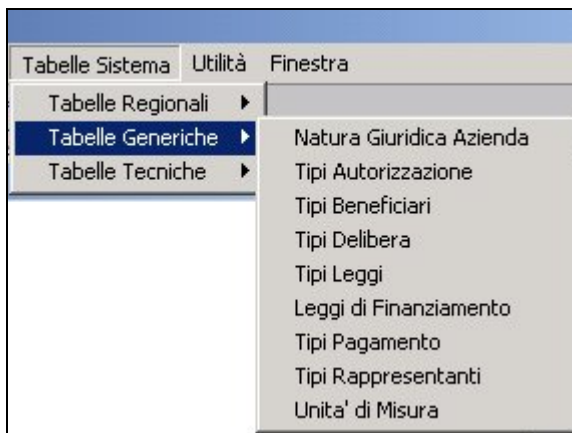 Tabelle Sistema Utilità Finestra
Tabelle Regionali
Tabelle Generiche
Tabelle Tecniche
Natura Giuridica Azienda
Tipi Autorizzazione
Tipi Beneficiari
Tipi Delibera
Tipi Leggi
Leggi di Finanziamento
Tipi Pagamento
Tipi Rappresentanti
Unita' di Misura